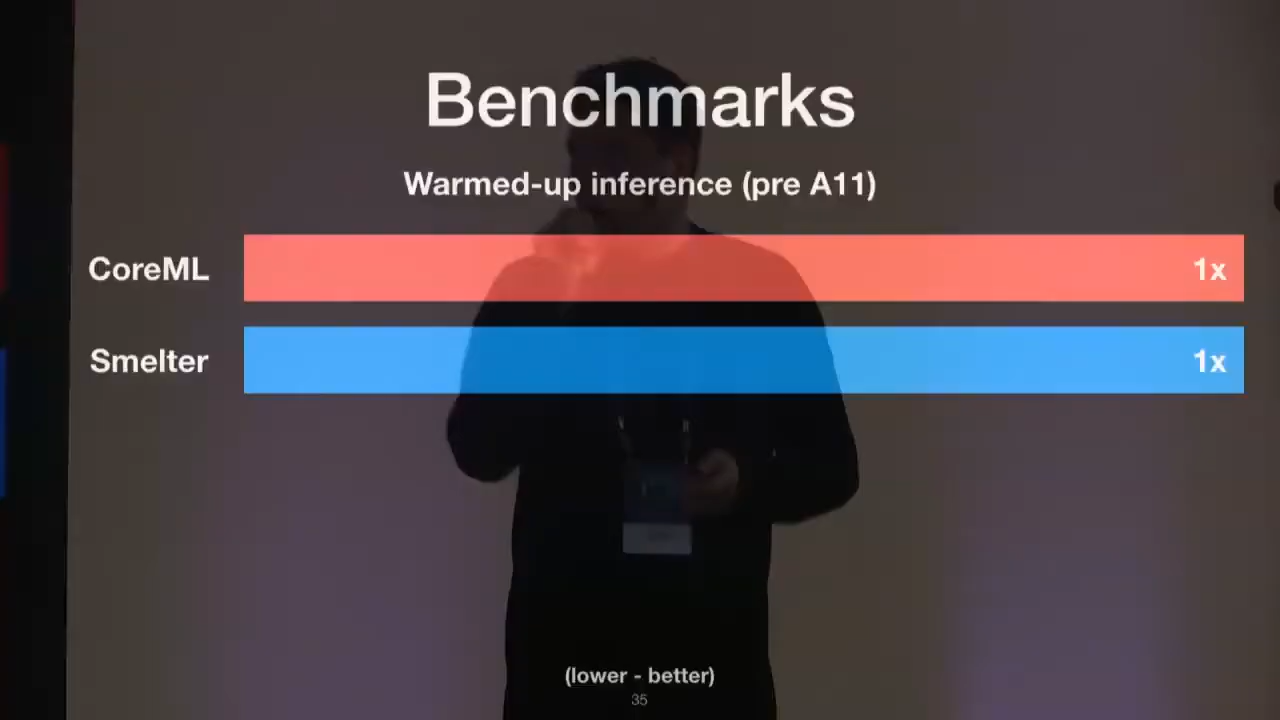 Benchmarks
Warmed-up inference (pre A11)
CoreML 1x
Smelter 1x
(lower - better)
35